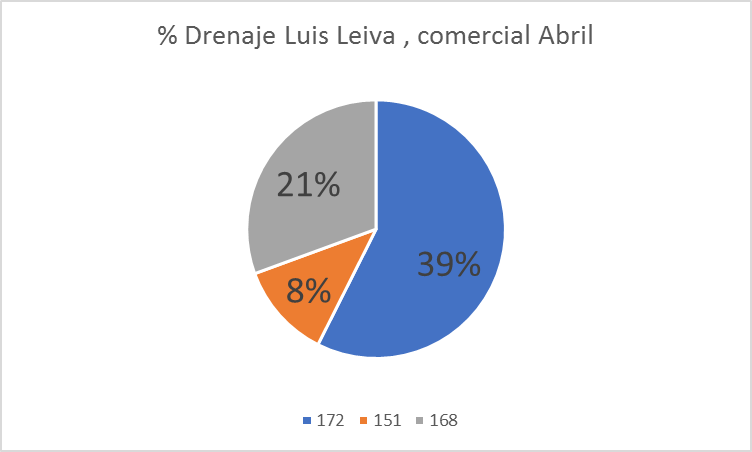 % Drenaje Luis Leiva , comercial Abril
21%
39%
8%
172 151 168